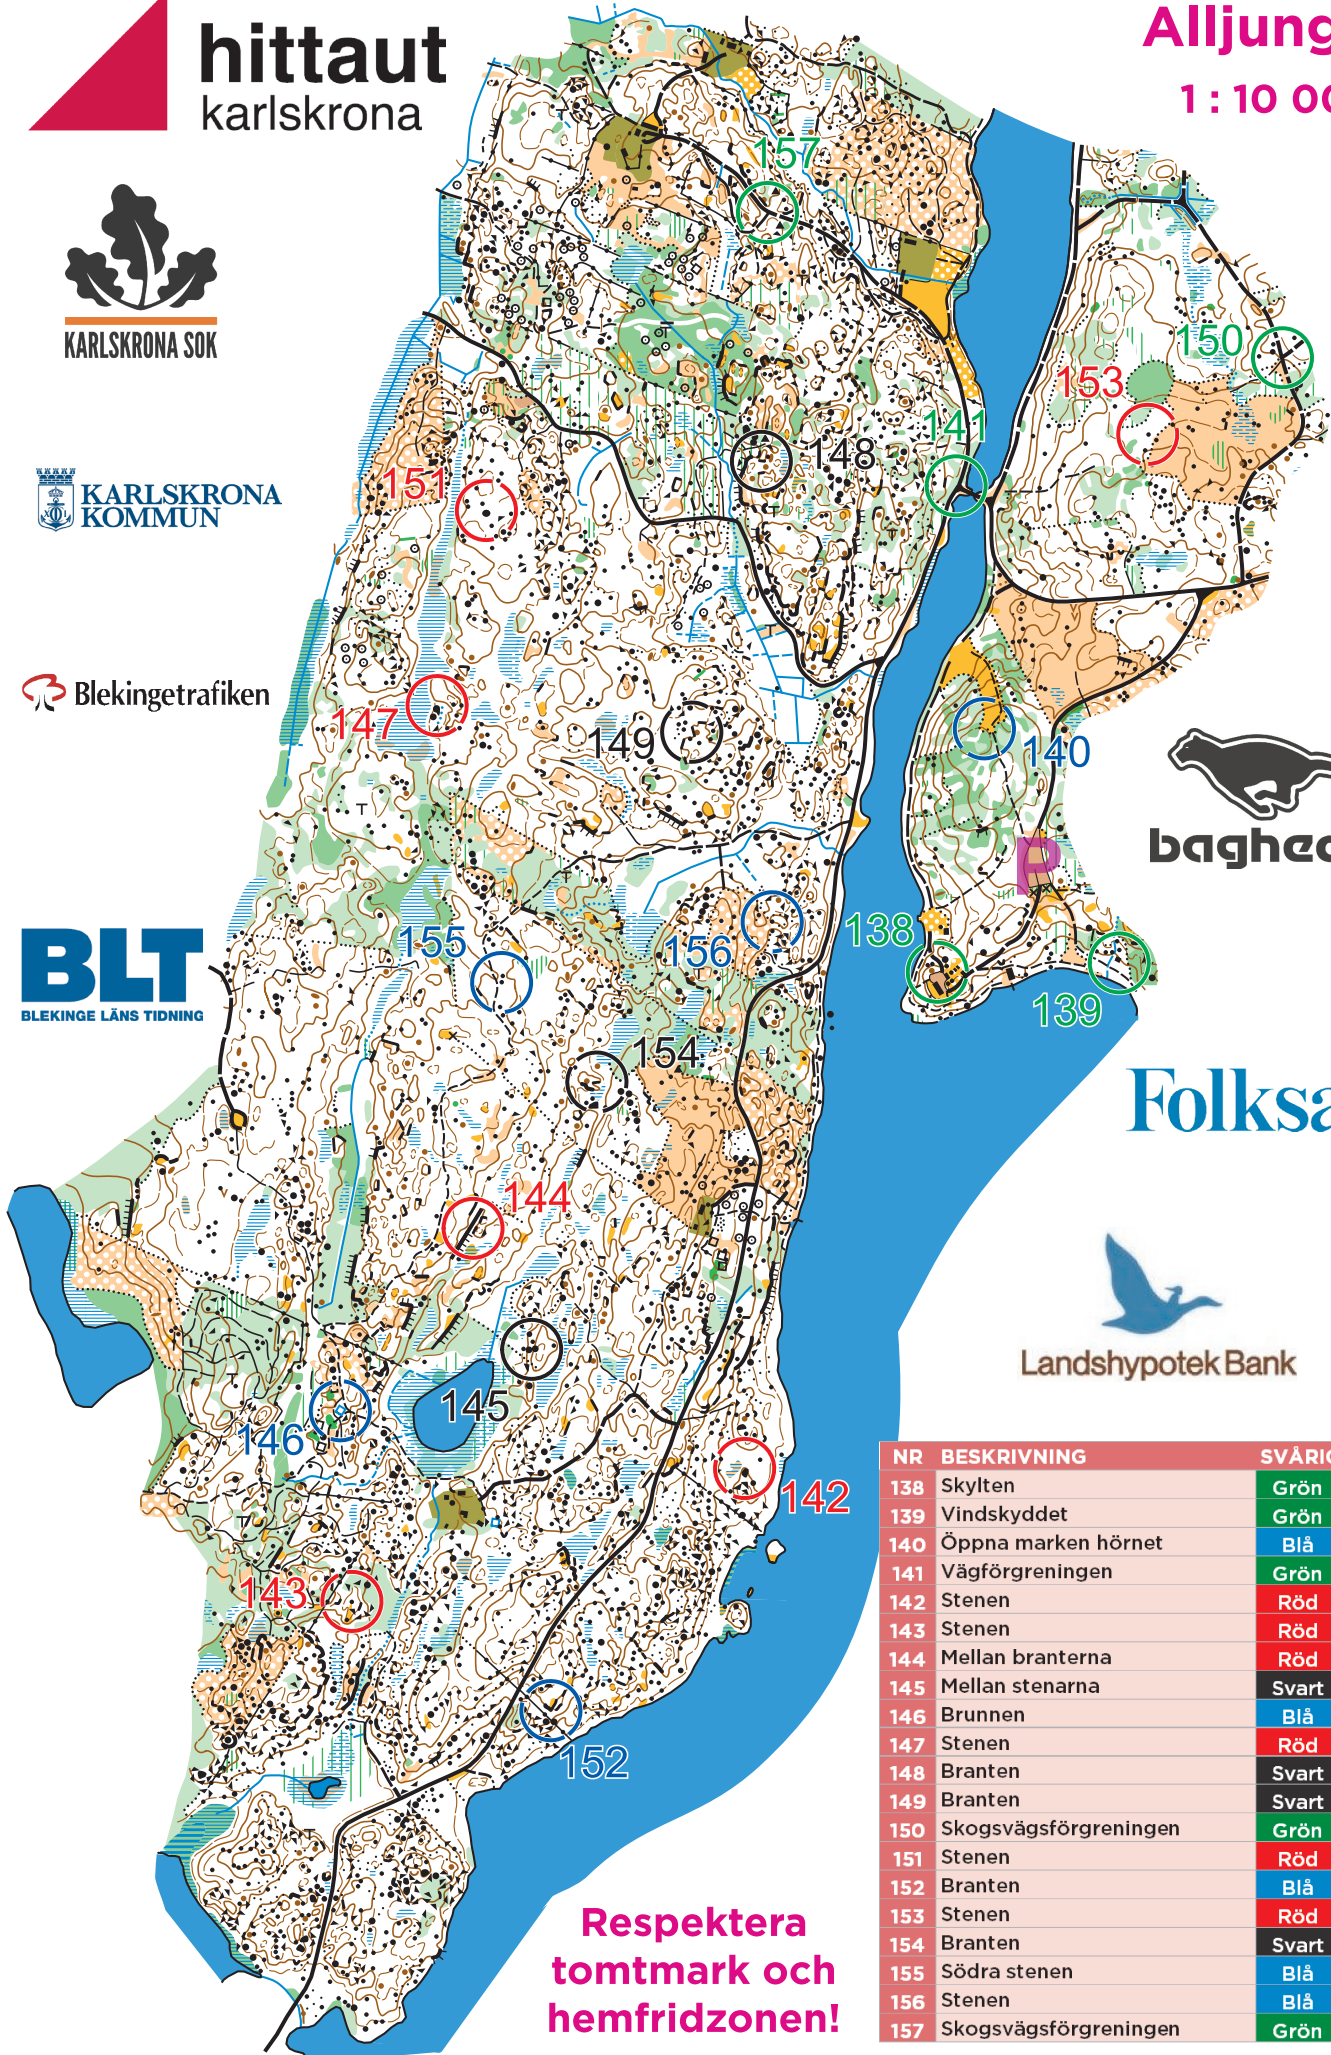 hittaut
karlskrona
Alljung
1 : 10 00
KARLSKRONA SOK
KARLSKRONA
KOMMUN
Blekingetrafiken
BLT
BLEKINGE LÄNS TIDNING
baghee
Folksa
Landshypotek Bank
157
150
153
141
148
151
147
149
140
P
138
155
156
139
154
144
145
146
142
143
152
Respektera
tomtmark och
hemfridzonen!
NR BESKRIVNING SVÅRIG
138 Skylten Grön
139 Vindskyddet Grön
140 Öppna marken hörnet Blå
141 Vägförgreningen Grön
142 Stenen Röd
143 Stenen Röd
144 Mellan branterna Röd
145 Mellan stenarna Svart
146 Brunnen Blå
147 Stenen Röd
148 Branten Svart
149 Branten Svart
150 Skogsvägsförgreningen Grön
151 Stenen Röd
152 Branten Blå
153 Stenen Röd
154 Branten Svart
155 Södra stenen Blå
156 Stenen Blå
157 Skogsvägsförgreningen Grön